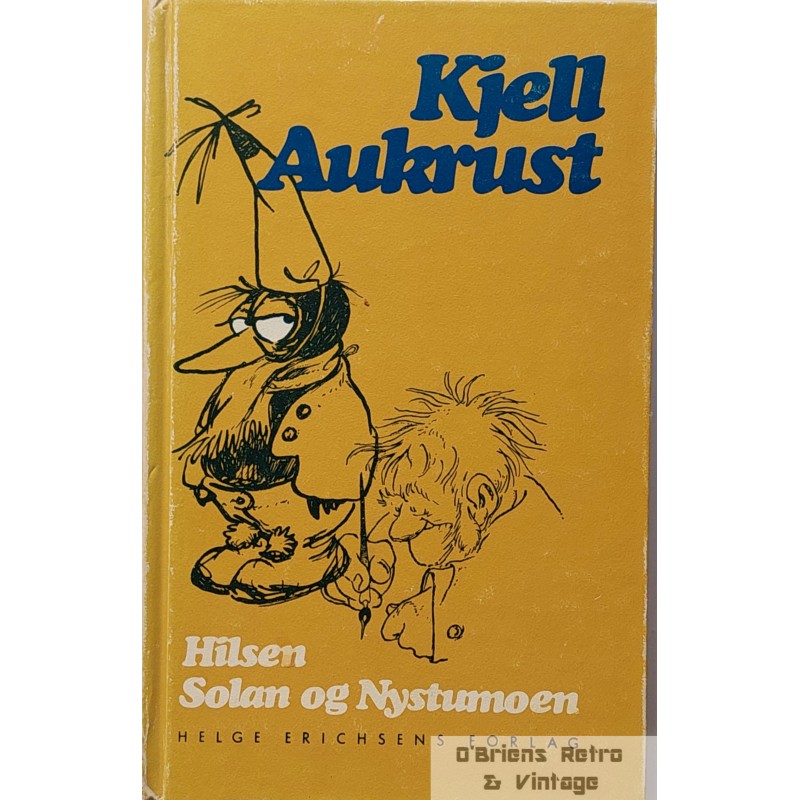 Kjell
Aukrust
Hilsen
Solan og Nystumoen
HELGE ERICHSENS FORLAG
O'Briens Retro
& Vintage